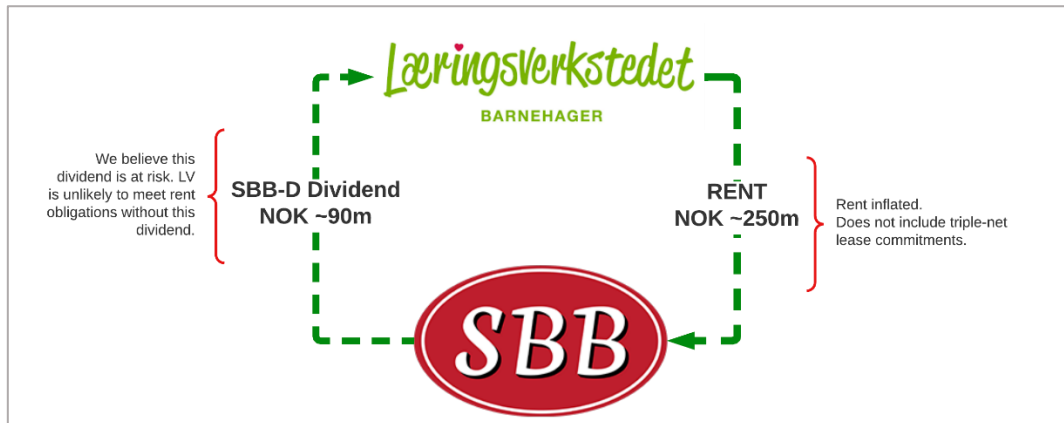 Læringsverkstedet
BARNEHAGER
We believe this
dividend is at risk. LV
is unlikely to meet rent
obligations without this
dividend.
SBB-D Dividend
NOK ~90m
RENT
NOK ~250m
Rent inflated.
Does not include triple-net
lease commitments.
SBB